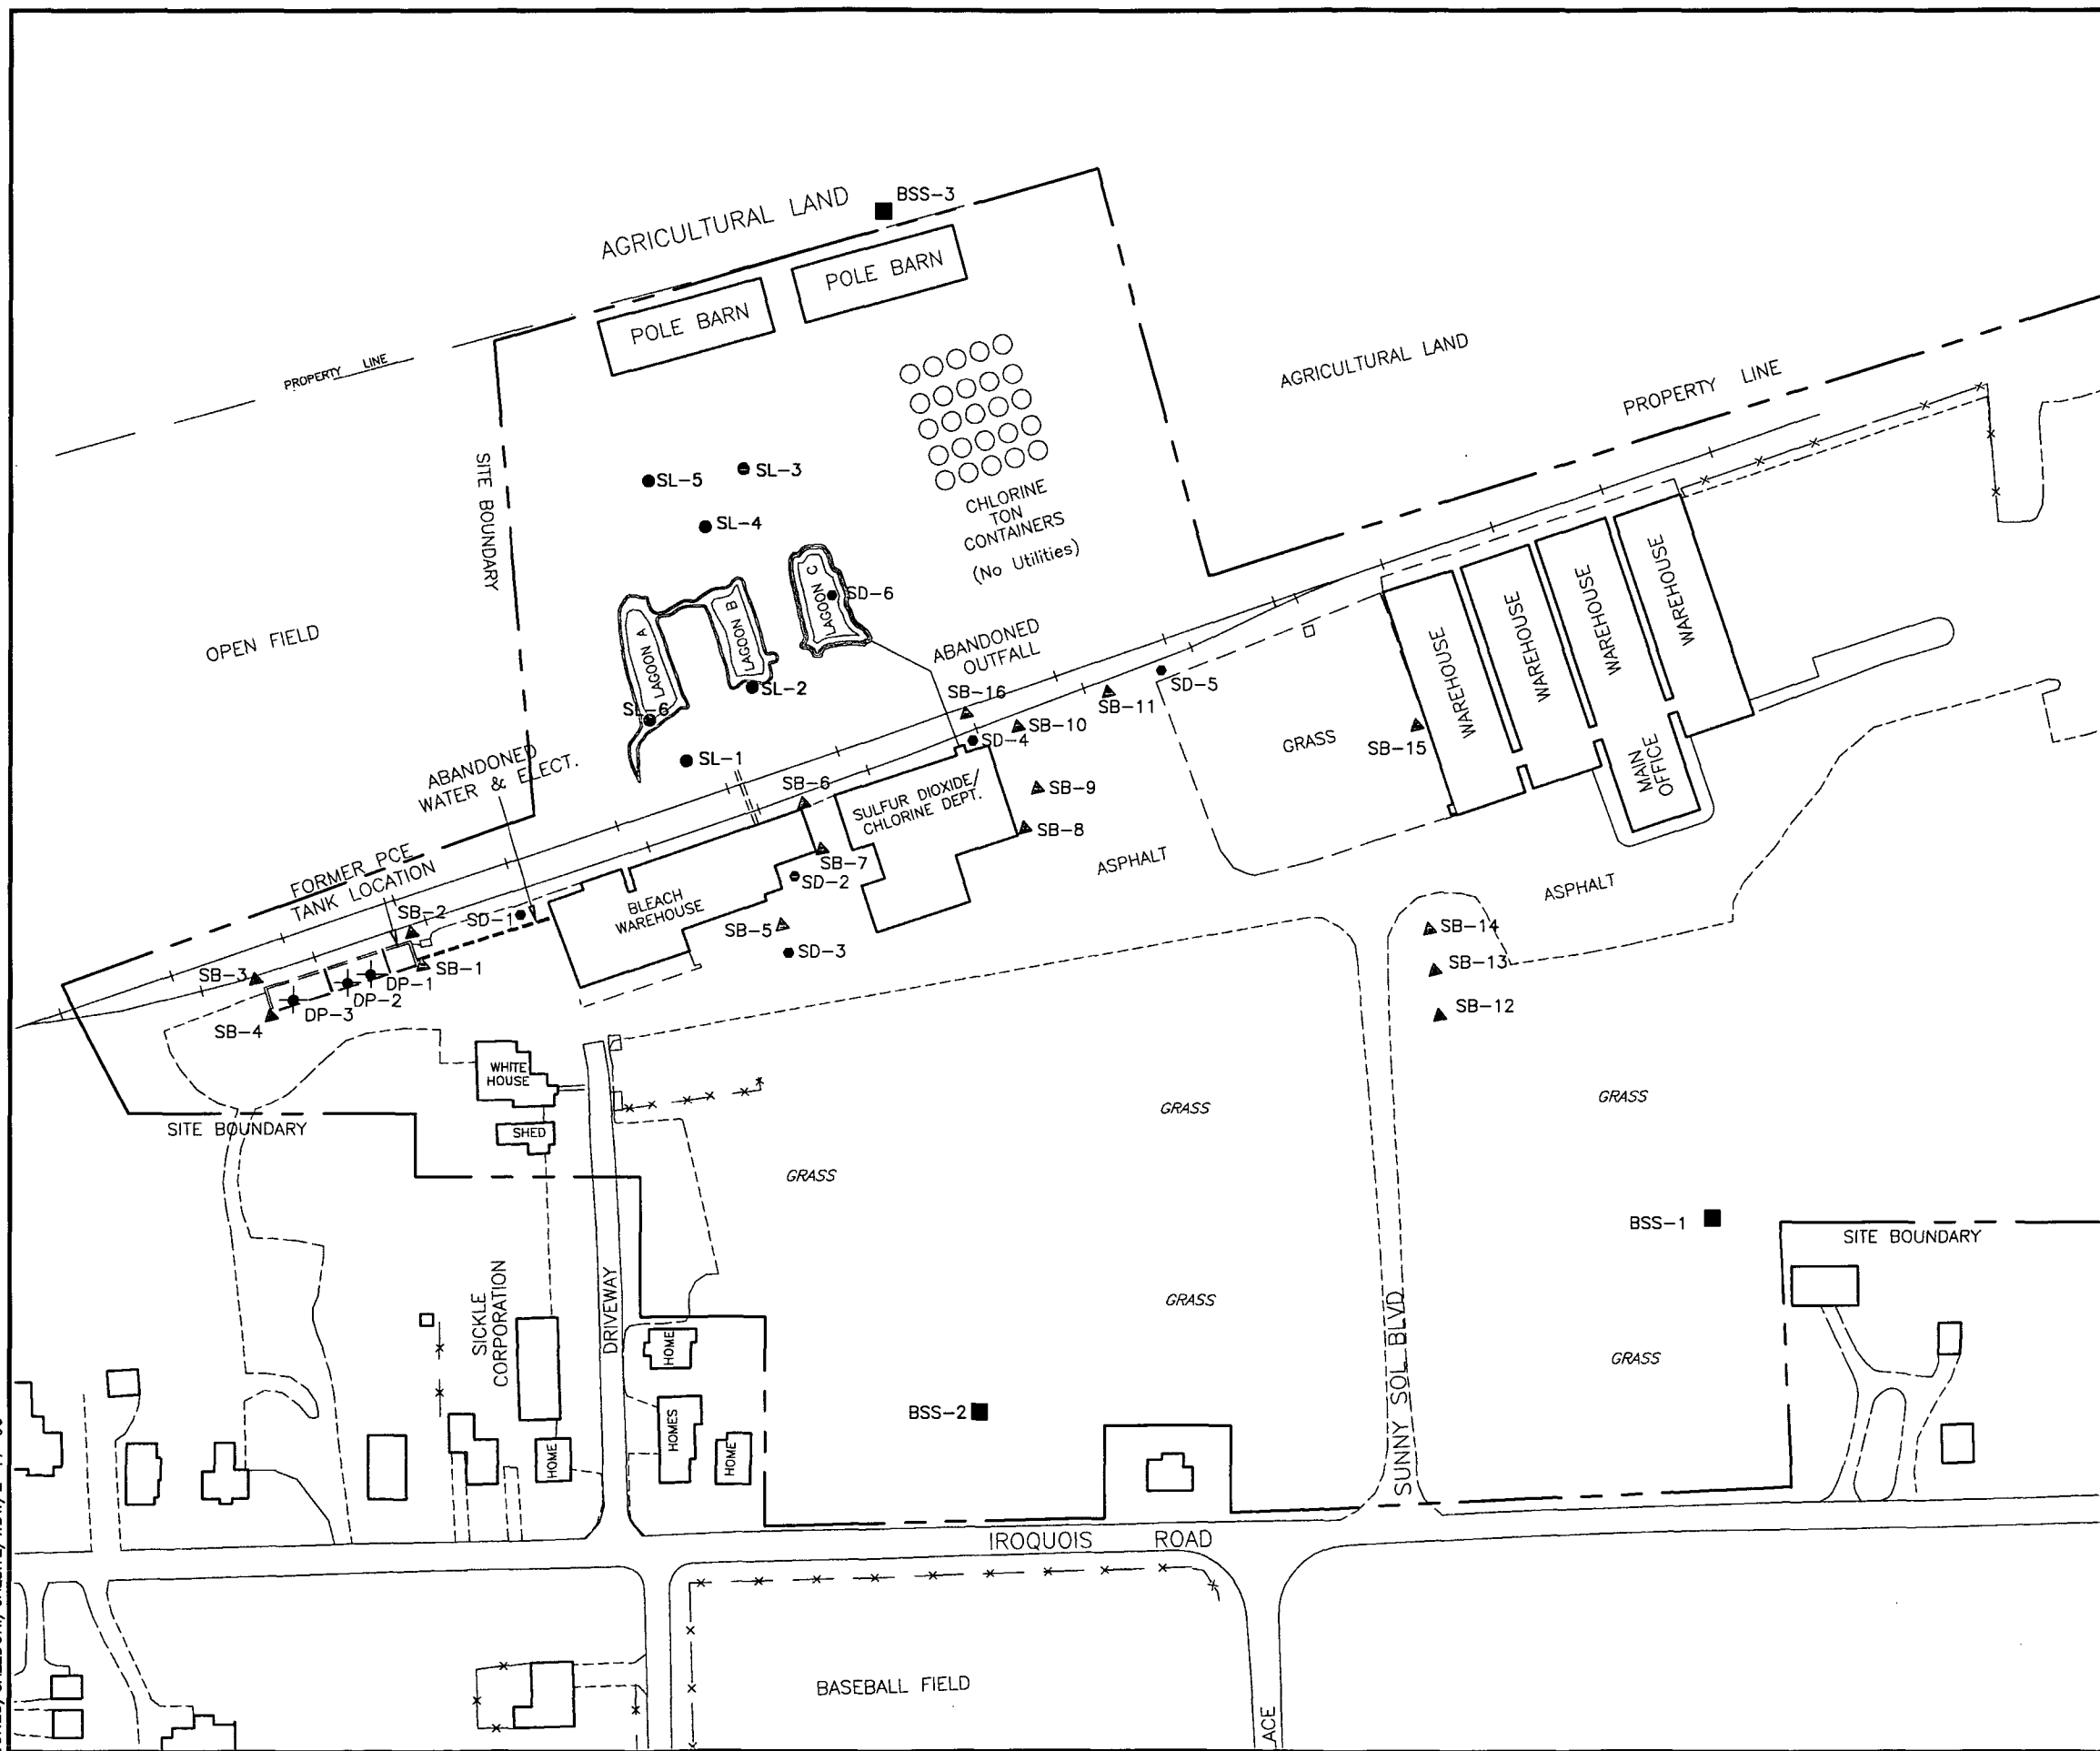 BSS-3
AGRICULTURAL LAND
POLE BARN
POLE BARN
AGRICULTURAL LAND
PROPERTY LINE
PROPERTY LINE
SITE BOUNDARY
SL-5
SL-3
SL-4
CHLORINE
TON
CONTAINERS
(No Utilities)
OPEN FIELD
LAGOON A
LAGOON B
LAGOON C
SD-6
SL-2
SL-6
SL-1
ABANDONED
OUTFALL
SB-16
SB-11
SD-5
SB-10
SD-4
GRASS
SB-15
WAREHOUSE
WAREHOUSE
WAREHOUSE
WAREHOUSE
MAIN
OFFICE
ABANDONED
WATER & ELECT.
SB-6
SULFUR DIOXIDE/
CHLORINE DEPT.
SB-9
SB-8
SB-7
SD-2
ASPHALT
ASPHALT
FORMER PCE
TANK LOCATION
SB-2
SD-1
BLEACH
WAREHOUSE
SB-5
SD-3
SB-14
SB-13
SB-12
SB-3
SB-1
DP-1
DP-2
DP-3
SB-4
WHITE
HOUSE
SHED
SITE BOUNDARY
GRASS
GRASS
GRASS
BSS-1
SITE BOUNDARY
SICKLE
CORPORATION
DRIVEWAY
HOME
HOMES
HOME
HOME
GRASS
GRASS
BSS-2
SUNNY SOL BLVD
IROQUOIS ROAD
BASEBALL FIELD
ACE